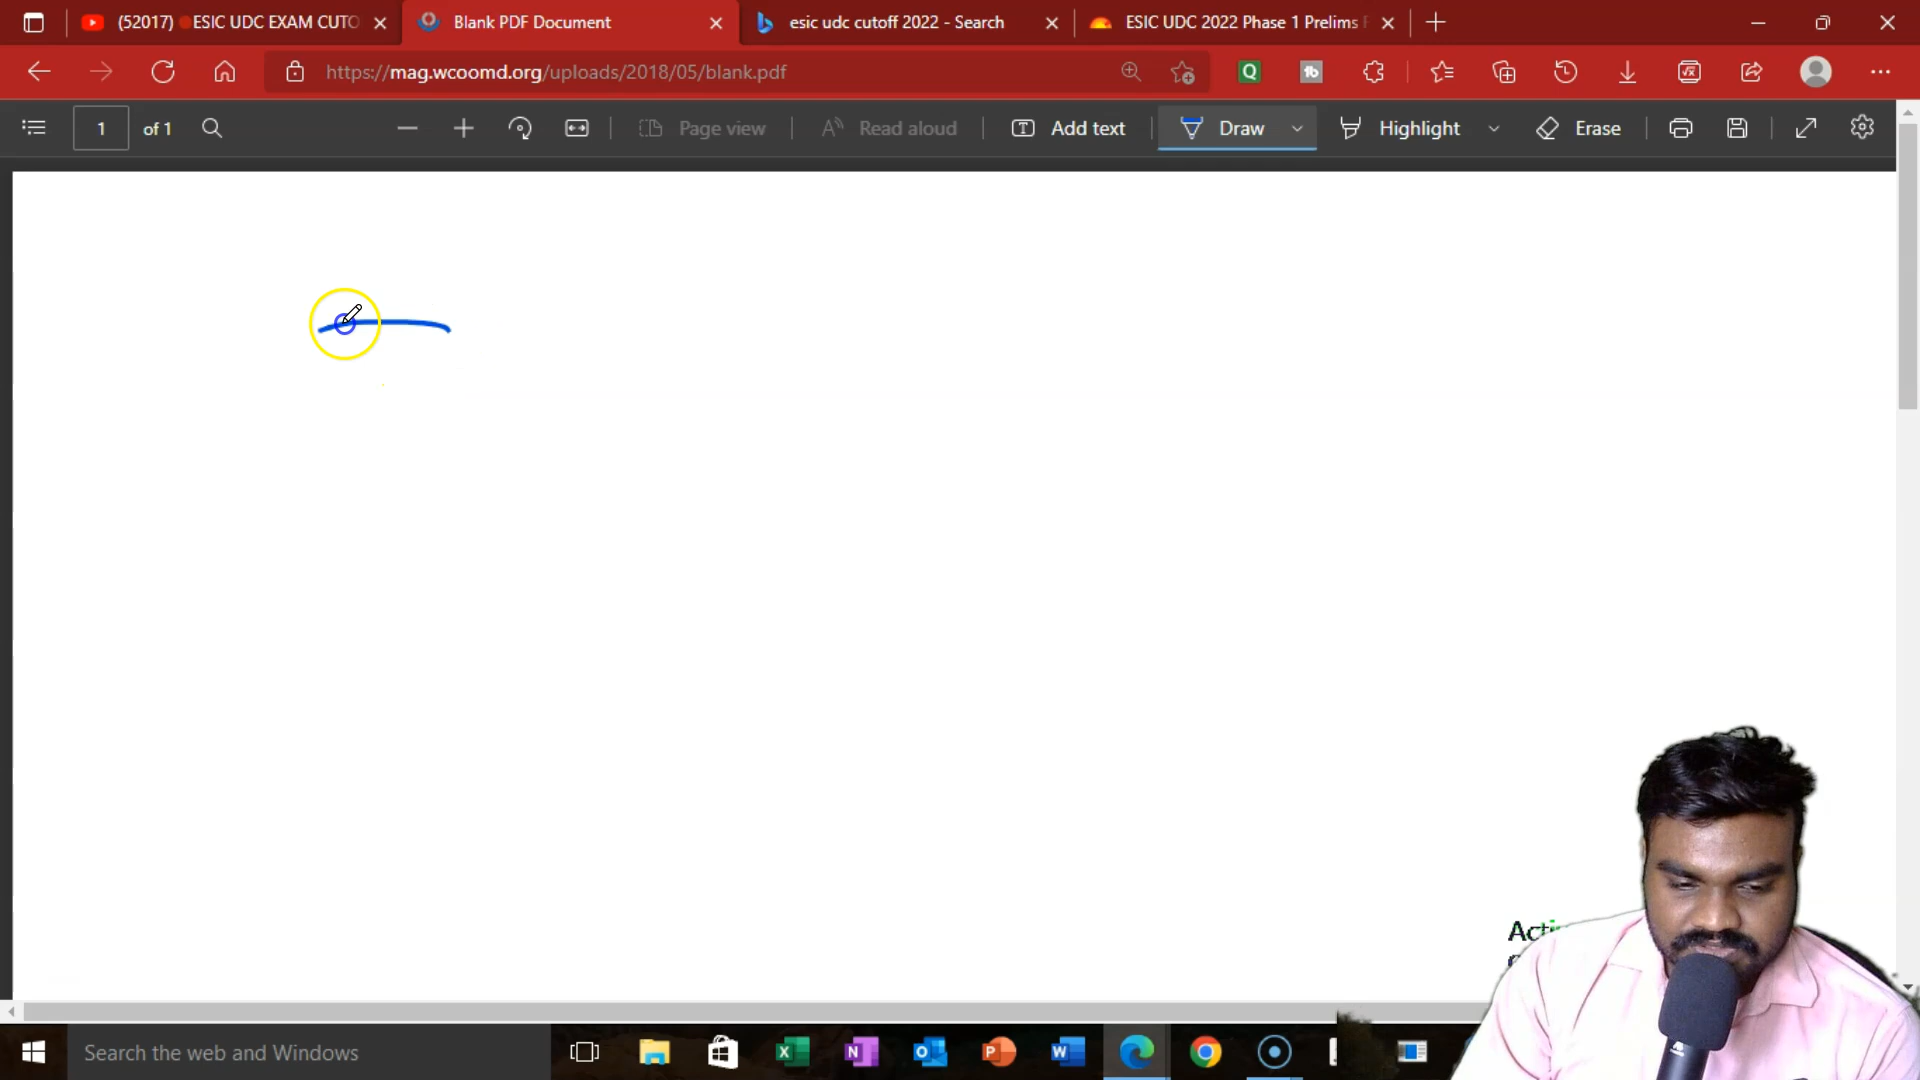 (52017) ESIC UDC EXAM CUTO
Blank PDF Document
esic udc cutoff 2022 - Search
ESIC UDC 2022 Phase 1 Prelims
https://mag.wcoomd.org/uploads/2018/05/blank.pdf
1 of 1
Page view
Read aloud
Add text
Draw
Highlight
Erase
Search the web and Windows